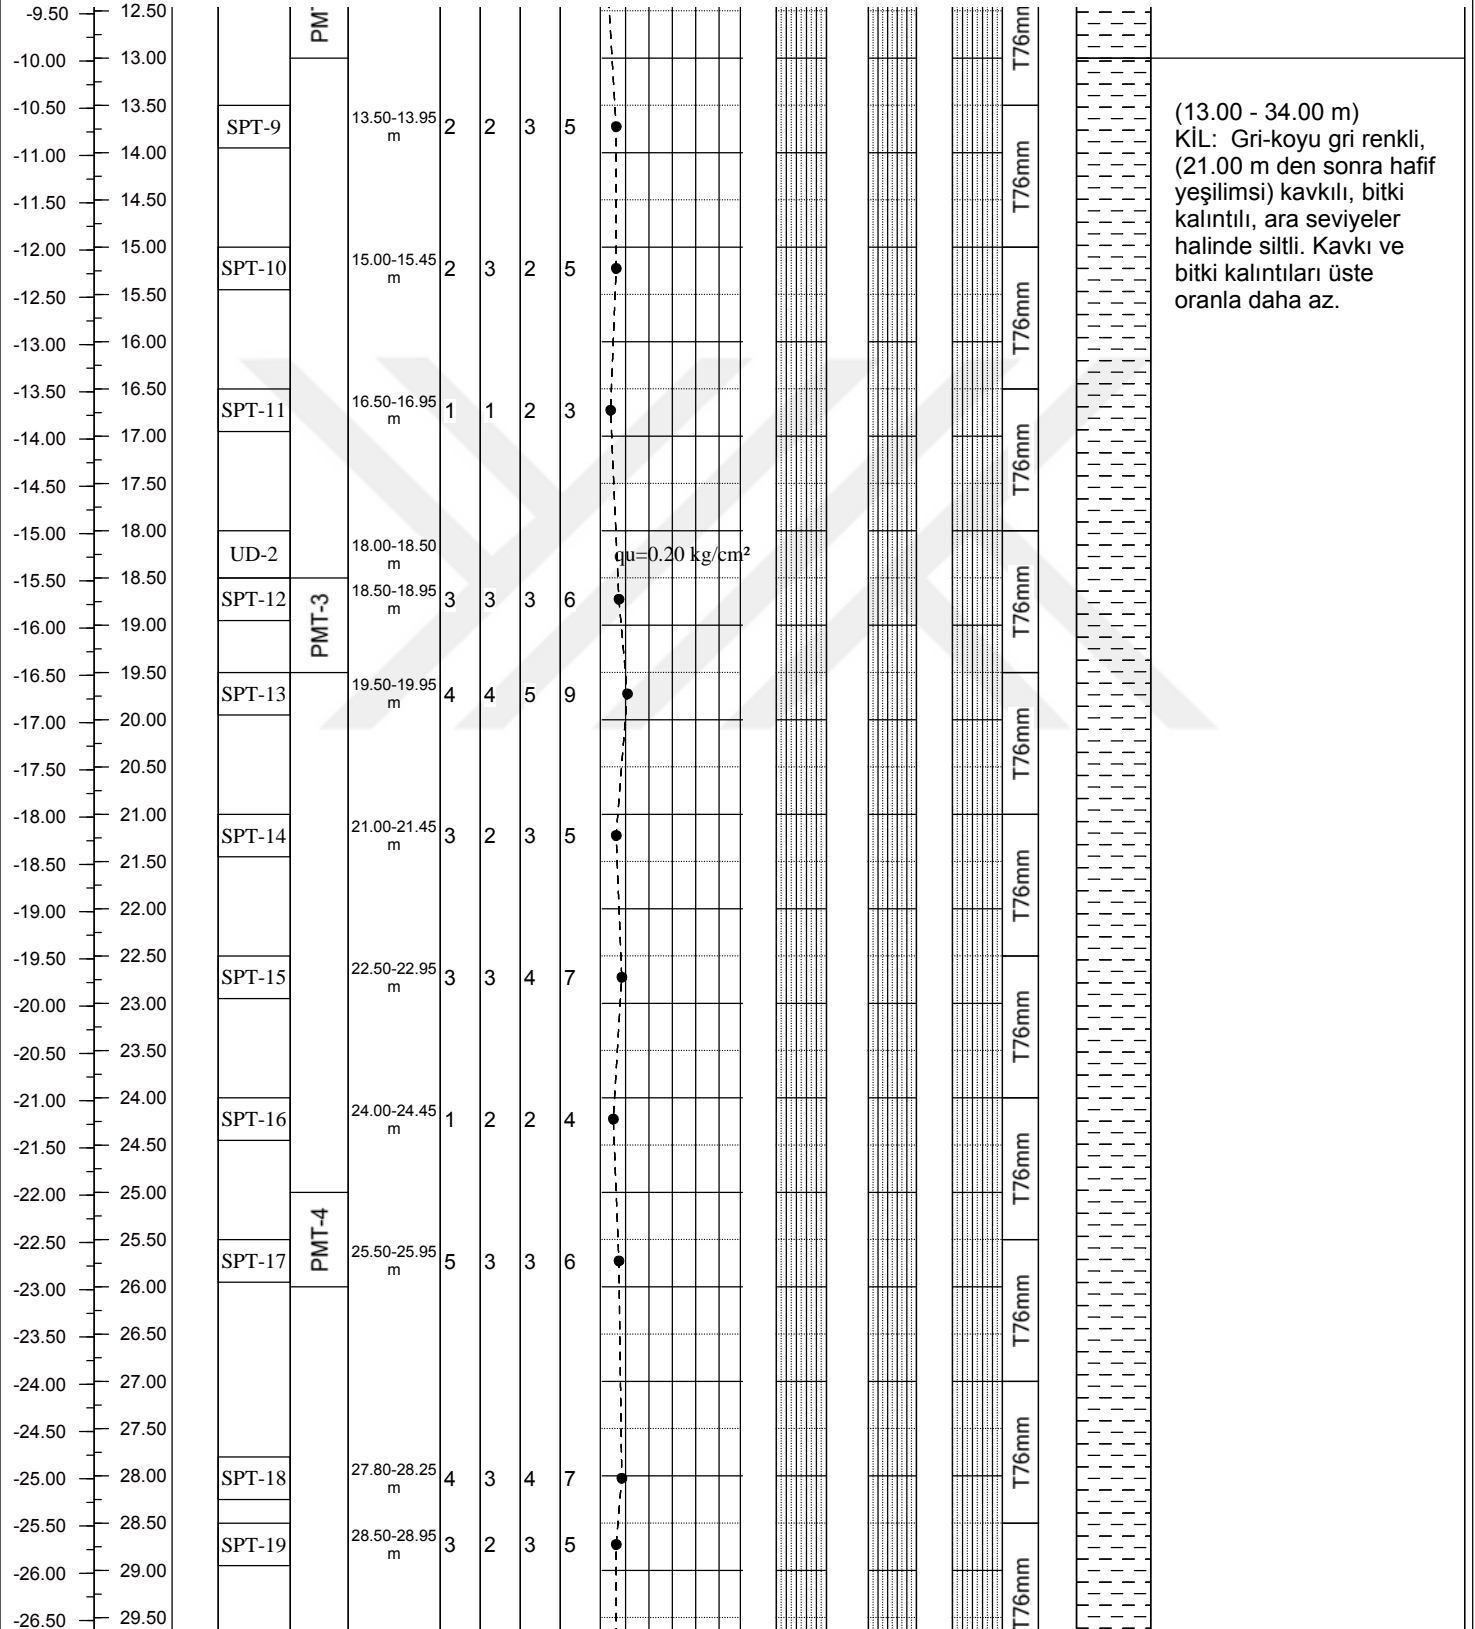 -9.50 12.50 PMT T76mm
-10.00 13.00
-10.50 13.50
SPT-9 13.50-13.95 m 2 2 3 5
-11.00 14.00 T76mm
-11.50 14.50
-12.00 15.00
SPT-10 15.00-15.45 m 2 3 2 5
-12.50 15.50 T76mm
-13.00 16.00
-13.50 16.50
SPT-11 16.50-16.95 m 1 1 2 3
-14.00 17.00 T76mm
-14.50 17.50
-15.00 18.00
UD-2 18.00-18.50 m qu=0.20 kg/cm²
-15.50 18.50
SPT-12 PMT-3 18.50-18.95 m 3 3 3 6 T76mm
-16.00 19.00
-16.50 19.50
SPT-13 19.50-19.95 m 4 4 5 9
-17.00 20.00 T76mm
-17.50 20.50
-18.00 21.00
SPT-14 21.00-21.45 m 3 2 3 5
-18.50 21.50 T76mm
-19.00 22.00
-19.50 22.50
SPT-15 22.50-22.95 m 3 3 4 7
-20.00 23.00 T76mm
-20.50 23.50
-21.00 24.00
SPT-16 24.00-24.45 m 1 2 2 4
-21.50 24.50 T76mm
-22.00 25.00
-22.50 25.50 PMT-4
SPT-17 25.50-25.95 m 5 3 3 6
-23.00 26.00 T76mm
-23.50 26.50
-24.00 27.00
-24.50 27.50 T76mm
-25.00 28.00
SPT-18 27.80-28.25 m 4 3 4 7
-25.50 28.50
SPT-19 28.50-28.95 m 3 2 3 5
-26.00 29.00 T76mm
-26.50 29.50
(13.00 - 34.00 m)
KİL: Gri-koyu gri renkli,
(21.00 m den sonra hafif
yeşilimsi) kavkılı, bitki
kalıntılı, ara seviyeler
halinde siltli. Kavkı ve
bitki kalıntıları üste
oranla daha az.